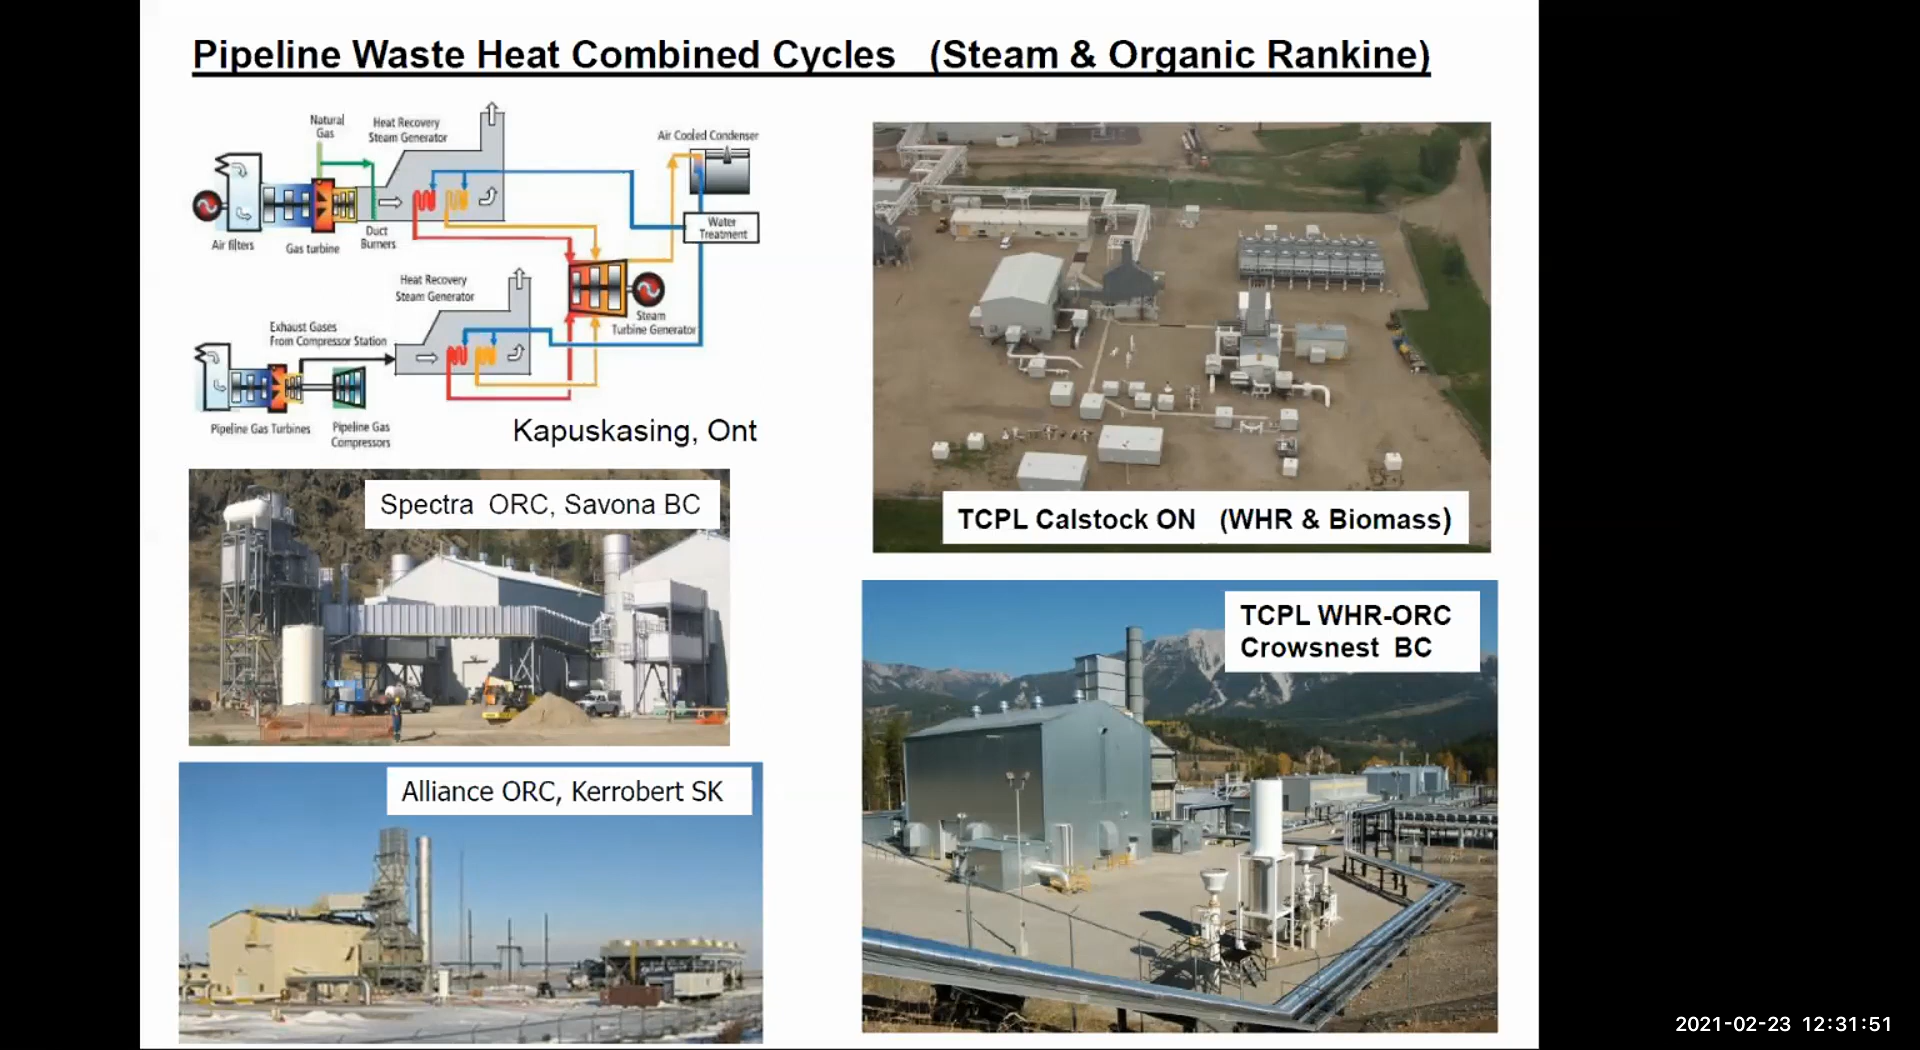 Pipeline Waste Heat Combined Cycles (Steam & Organic Rankine)
Natural
Gas
Heat Recovery
Steam Generator
Air Cooled Condenser
Water
Treatment
Air filters
Gas turbine
Duct
Burners
Heat Recovery
Steam Generator
Steam
Turbine Generator
Exhaust Gases
From Compressor Station
Pipeline Gas Turbines
Pipeline Gas
Compressors
Kapuskasing, Ont
TCPL Calstock ON (WHR & Biomass)
Spectra ORC, Savona BC
TCPL WHR-ORC
Crowsnest BC
Alliance ORC, Kerrobert SK
2021-02-23 12:31:51